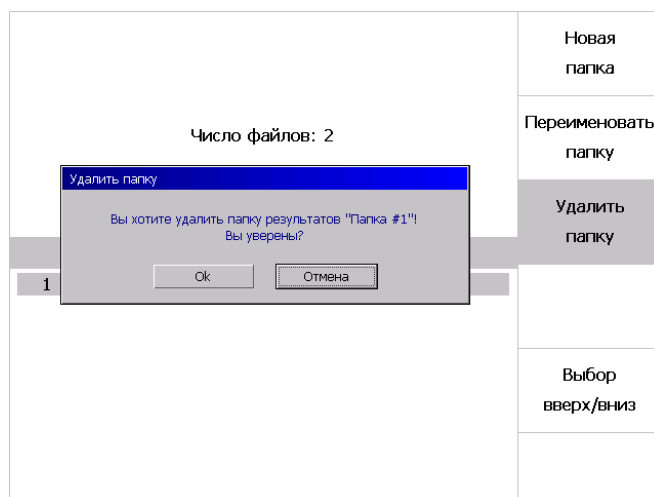 Новая
папка
Переименовать
папку
Число файлов: 2
Удалить папку
Вы хотите удалить папку результатов "Папка #1"!
Вы уверены?
Ok
Отмена
1
Удалить
папку
Выбор
вверх/вниз